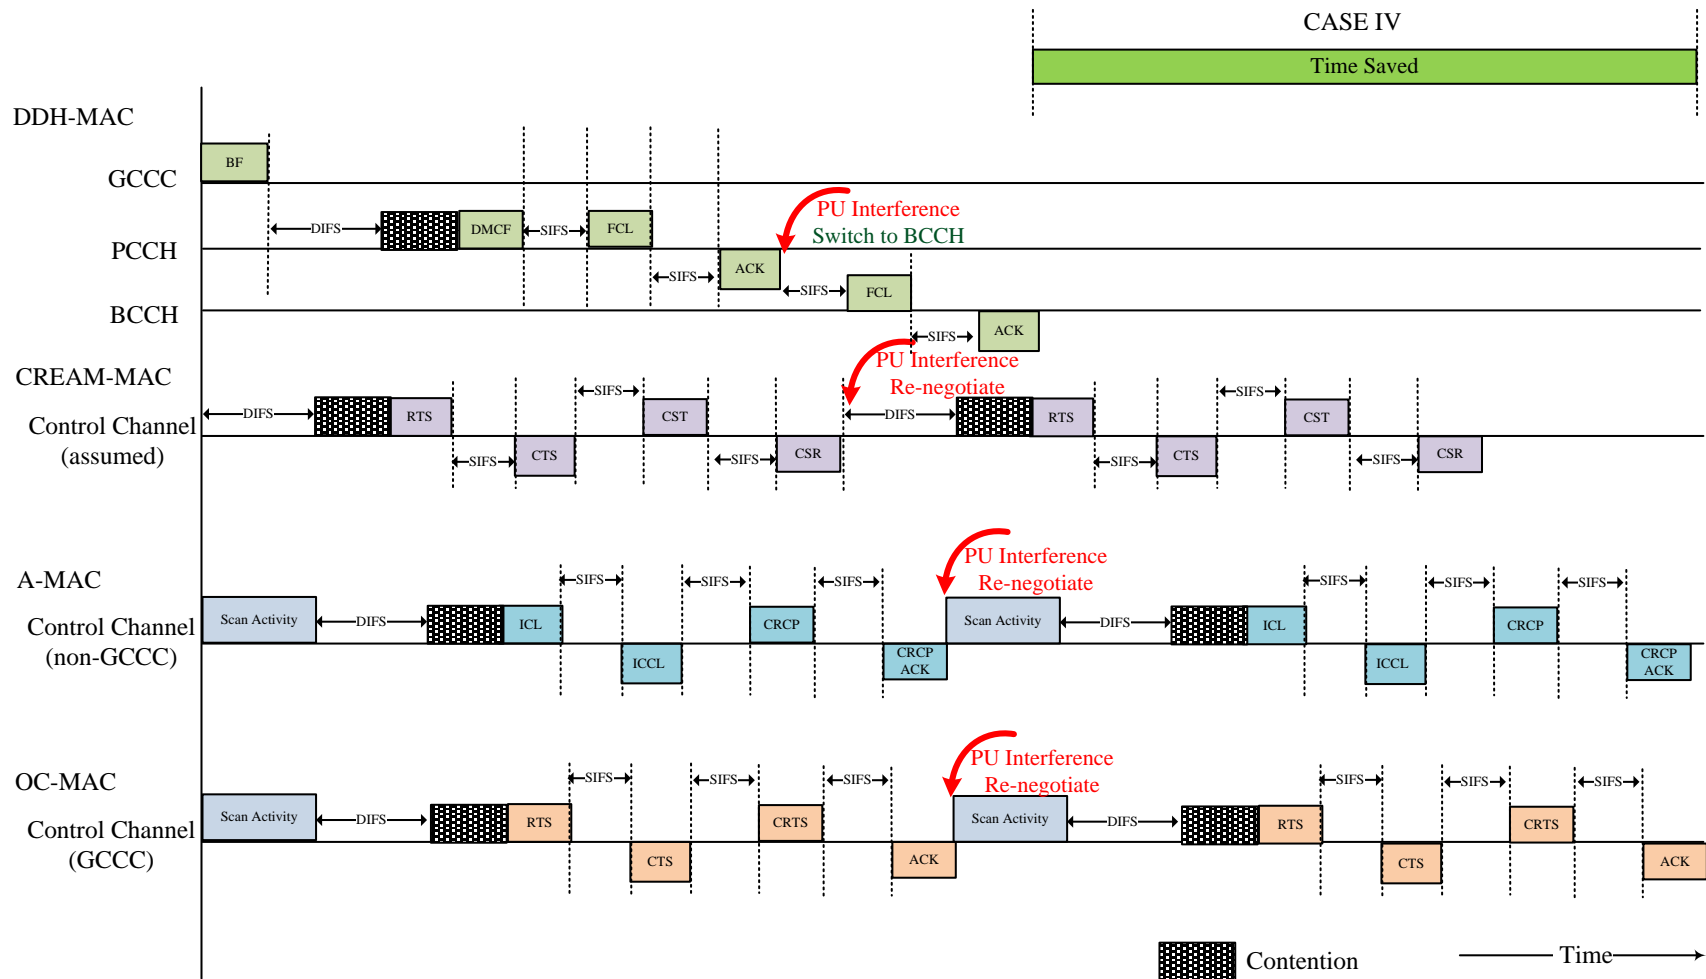 CASE IV
Time Saved
DDH-MAC
BF
GCCC
DIFS
DMCF
SIFS
FCL
PU Interference
Switch to BCCH
PCCH
SIFS
ACK
SIFS
FCL
BCCH
SIFS
ACK
CREAM-MAC
PU Interference
Re-negotiate
SIFS
SIFS
DIFS
RTS
CST
DIFS
RTS
CST
Control Channel
(assumed)
SIFS
CTS
SIFS
CSR
SIFS
CTS
SIFS
CSR
A-MAC
PU Interference
Re-negotiate
SIFS
SIFS
SIFS
SIFS
SIFS
SIFS
Control Channel
(non-GCCC)
Scan Activity
DIFS
ICL
CRCP
Scan Activity
DIFS
ICL
CRCP
ICCL
CRCP
ACK
ICCL
CRCP
ACK
OC-MAC
PU Interference
Re-negotiate
SIFS
SIFS
SIFS
SIFS
SIFS
SIFS
Control Channel
(GCCC)
Scan Activity
DIFS
RTS
CRTS
Scan Activity
DIFS
RTS
CRTS
CTS
ACK
CTS
ACK
Contention
Time